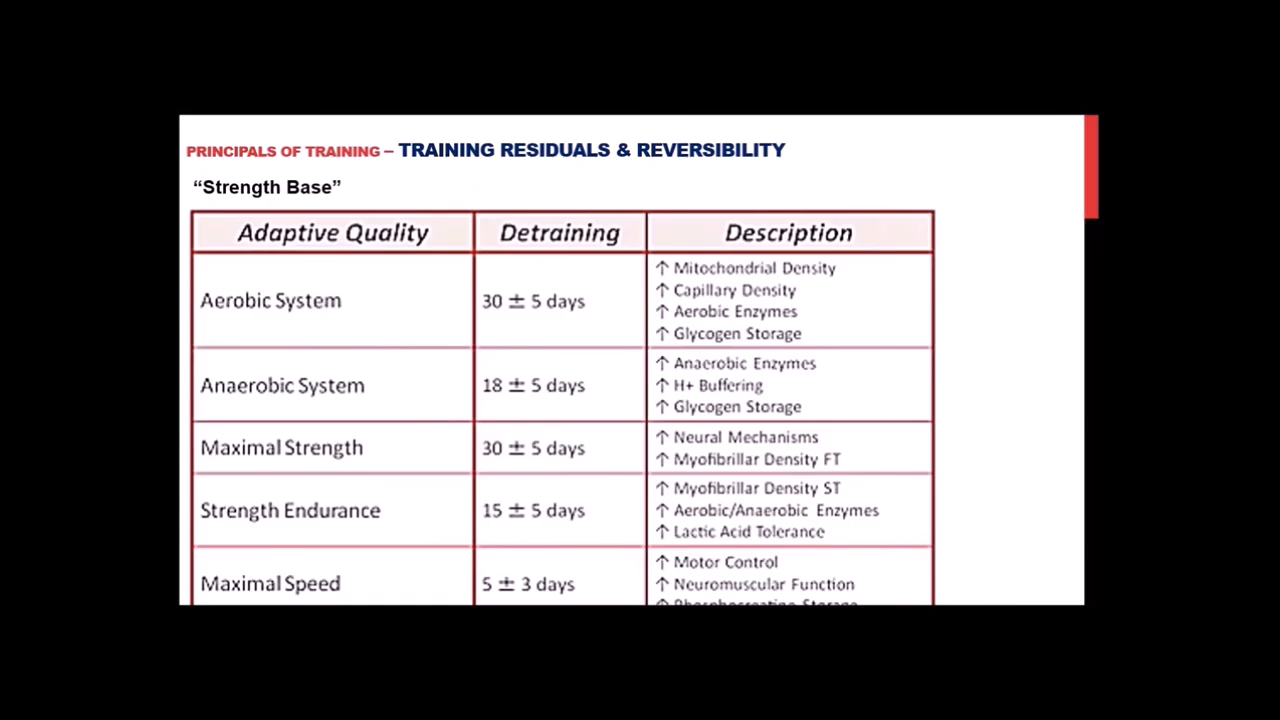 PRINCIPALS OF TRAINING – TRAINING RESIDUALS & REVERSIBILITY
“Strength Base”
Adaptive Quality Detraining Description
Aerobic System 30 ± 5 days
↑ Mitochondrial Density
↑ Capillary Density
↑ Aerobic Enzymes
↑ Glycogen Storage
Anaerobic System 18 ± 5 days
↑ Anaerobic Enzymes
↑ H+ Buffering
↑ Glycogen Storage
Maximal Strength 30 ± 5 days
↑ Neural Mechanisms
↑ Myofibrillar Density FT
Strength Endurance 15 ± 5 days
↑ Myofibrillar Density ST
↑ Aerobic/Anaerobic Enzymes
↑ Lactic Acid Tolerance
Maximal Speed 5 ± 3 days
↑ Motor Control
↑ Neuromuscular Function
↑ Phosphocreatine Storage